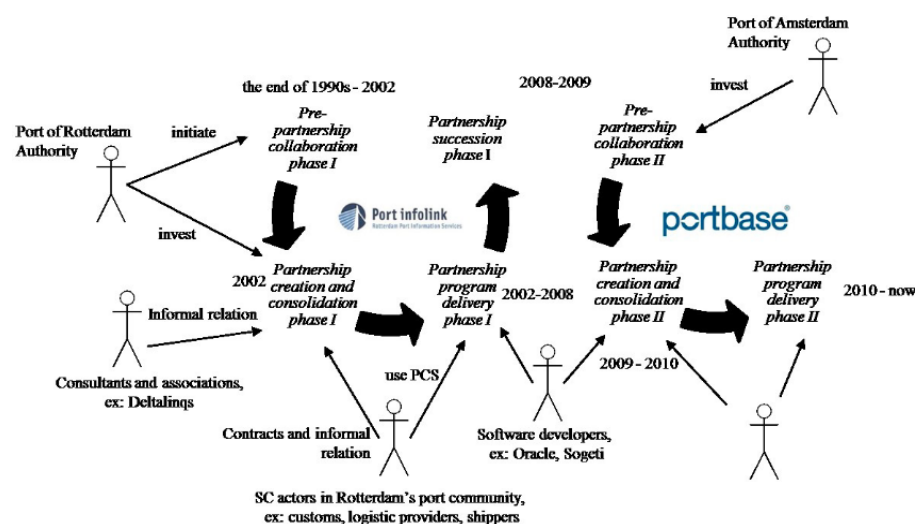 Port of Amsterdam
Authority
the end of 1990s - 2002
2008-2009
invest
Port of Rotterdam
Authority
initiate
Pre-
partnership
collaboration
phase I
Partnership
succession
phase I
Pre-
partnership
collaboration
phase II
Port infolink
Rotterdam Port Information Services
portbase®
invest
2002
Partnership
creation and
consolidation
phase I
Partnership
program
delivery
phase I
2002-2008
Partnership
creation and
consolidation
phase II
Partnership
program
delivery
phase II
2010 - now
Informal relation
Consultants and associations,
ex: Deltalinqs
use PCS
2009 - 2010
Contracts and informal
relation
Software developers,
ex: Oracle, Sogeti
SC actors in Rotterdam's port community,
ex: customs, logistic providers, shippers